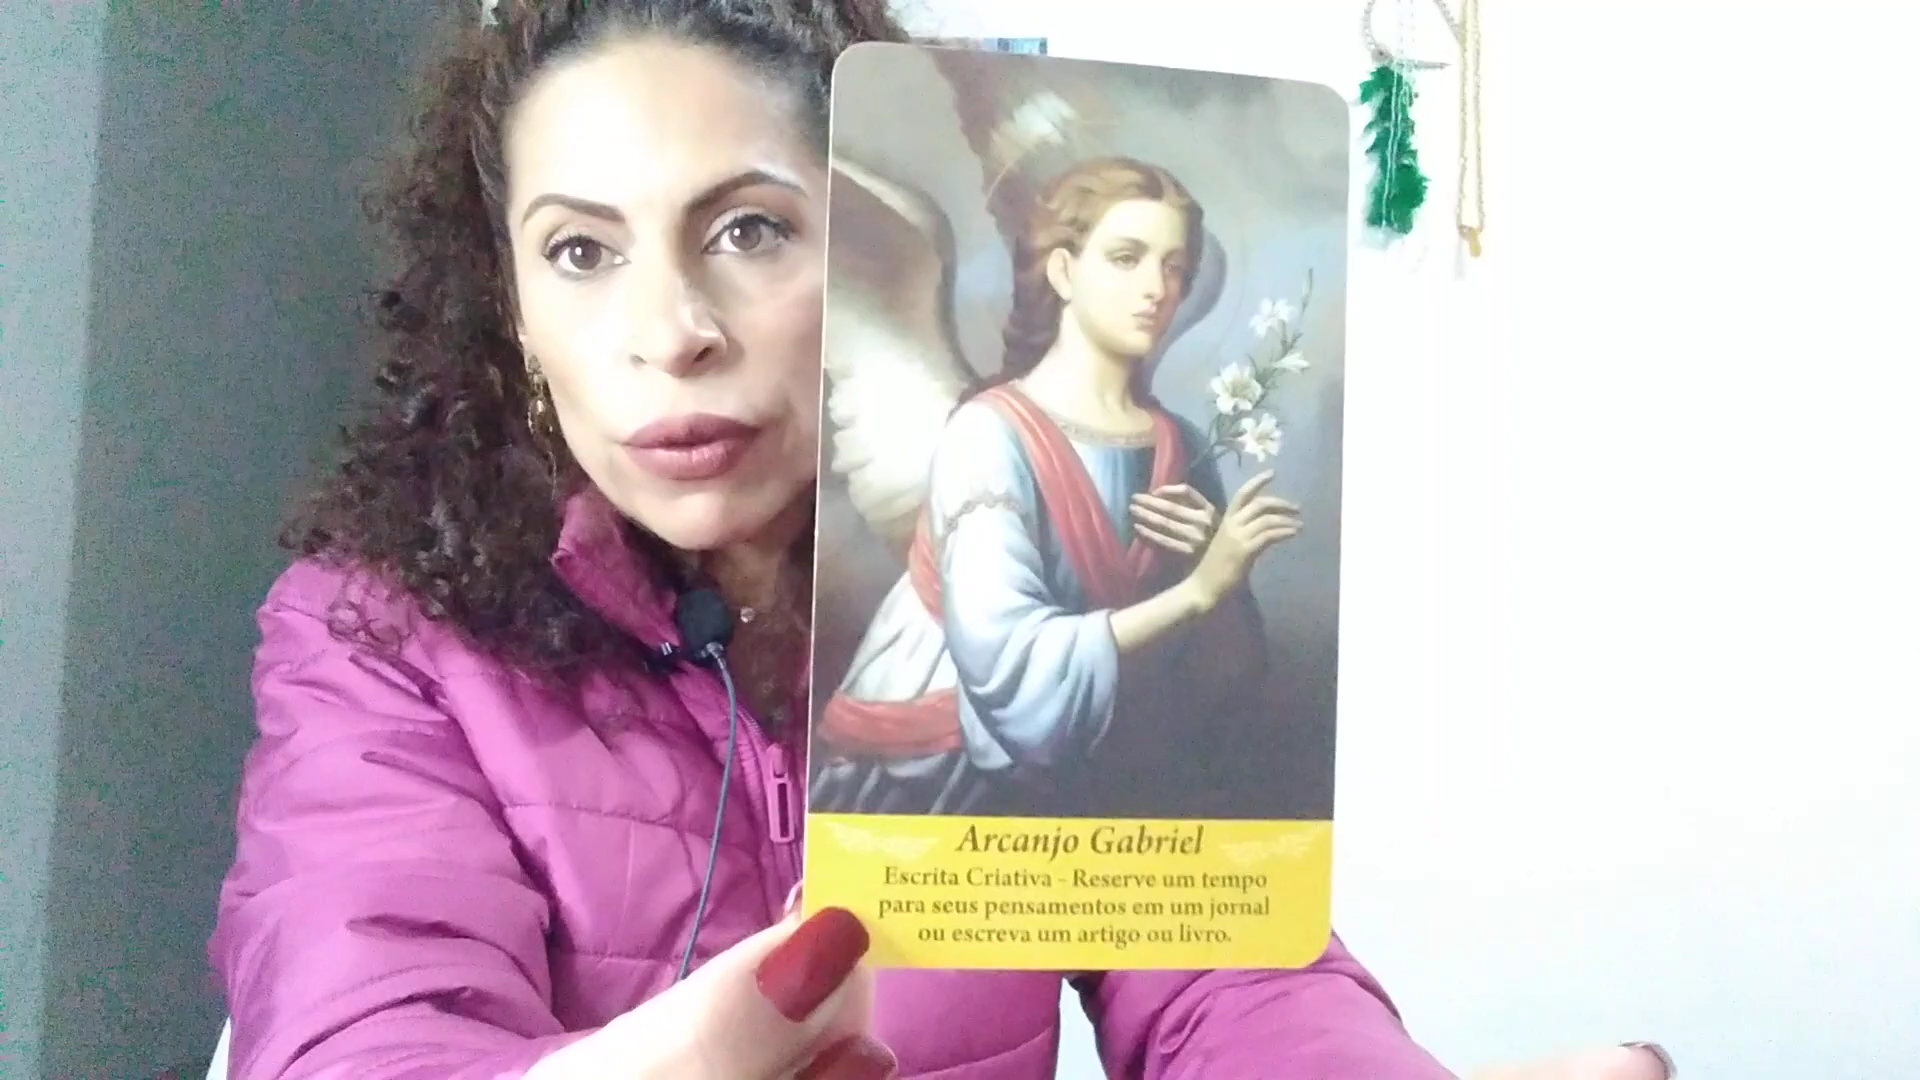 Arcanjo Gabriel
Escrita Criativa - Reserve um tempo
para seus pensamentos em um jornal
ou escreva um artigo ou livro.